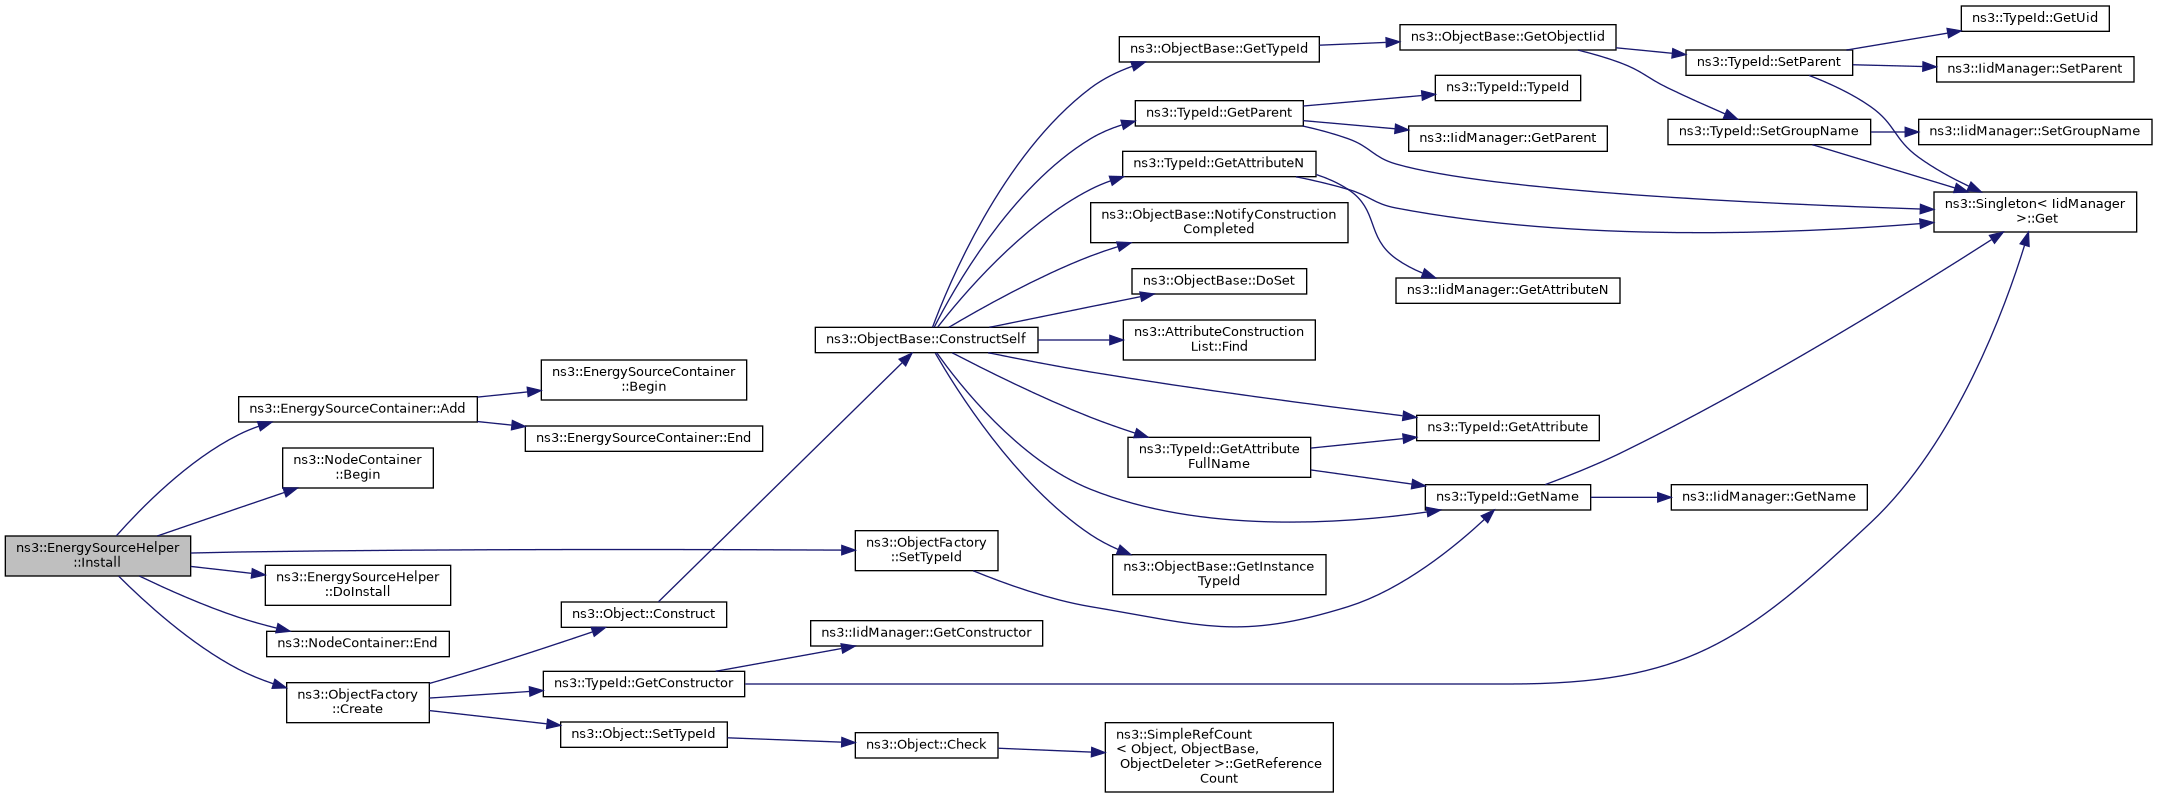 ns3::EnergySourceHelper
::Install
ns3::EnergySourceContainer::Add
ns3::EnergySourceContainer
::Begin
ns3::EnergySourceContainer::End
ns3::NodeContainer
::Begin
ns3::ObjectFactory
::SetTypeId
ns3::EnergySourceHelper
::DoInstall
ns3::NodeContainer::End
ns3::ObjectFactory
::Create
ns3::Object::Construct
ns3::TypeId::GetConstructor
ns3::IidManager::GetConstructor
ns3::Object::SetTypeId
ns3::Object::Check
ns3::SimpleRefCount
< Object, ObjectBase,
ObjectDeleter >::GetReference
Count
ns3::ObjectBase::ConstructSelf
ns3::ObjectBase::GetTypeId
ns3::TypeId::GetParent
ns3::TypeId::GetAttributeN
ns3::ObjectBase::NotifyConstruction
Completed
ns3::ObjectBase::DoSet
ns3::AttributeConstruction
List::Find
ns3::TypeId::GetAttribute
FullName
ns3::ObjectBase::GetInstance
TypeId
ns3::ObjectBase::GetObjectIid
ns3::TypeId::TypeId
ns3::IidManager::GetParent
ns3::IidManager::GetAttributeN
ns3::TypeId::GetAttribute
ns3::TypeId::GetName
ns3::IidManager::GetName
ns3::TypeId::SetParent
ns3::TypeId::SetGroupName
ns3::TypeId::GetUid
ns3::IidManager::SetParent
ns3::IidManager::SetGroupName
ns3::Singleton< IidManager
>::Get